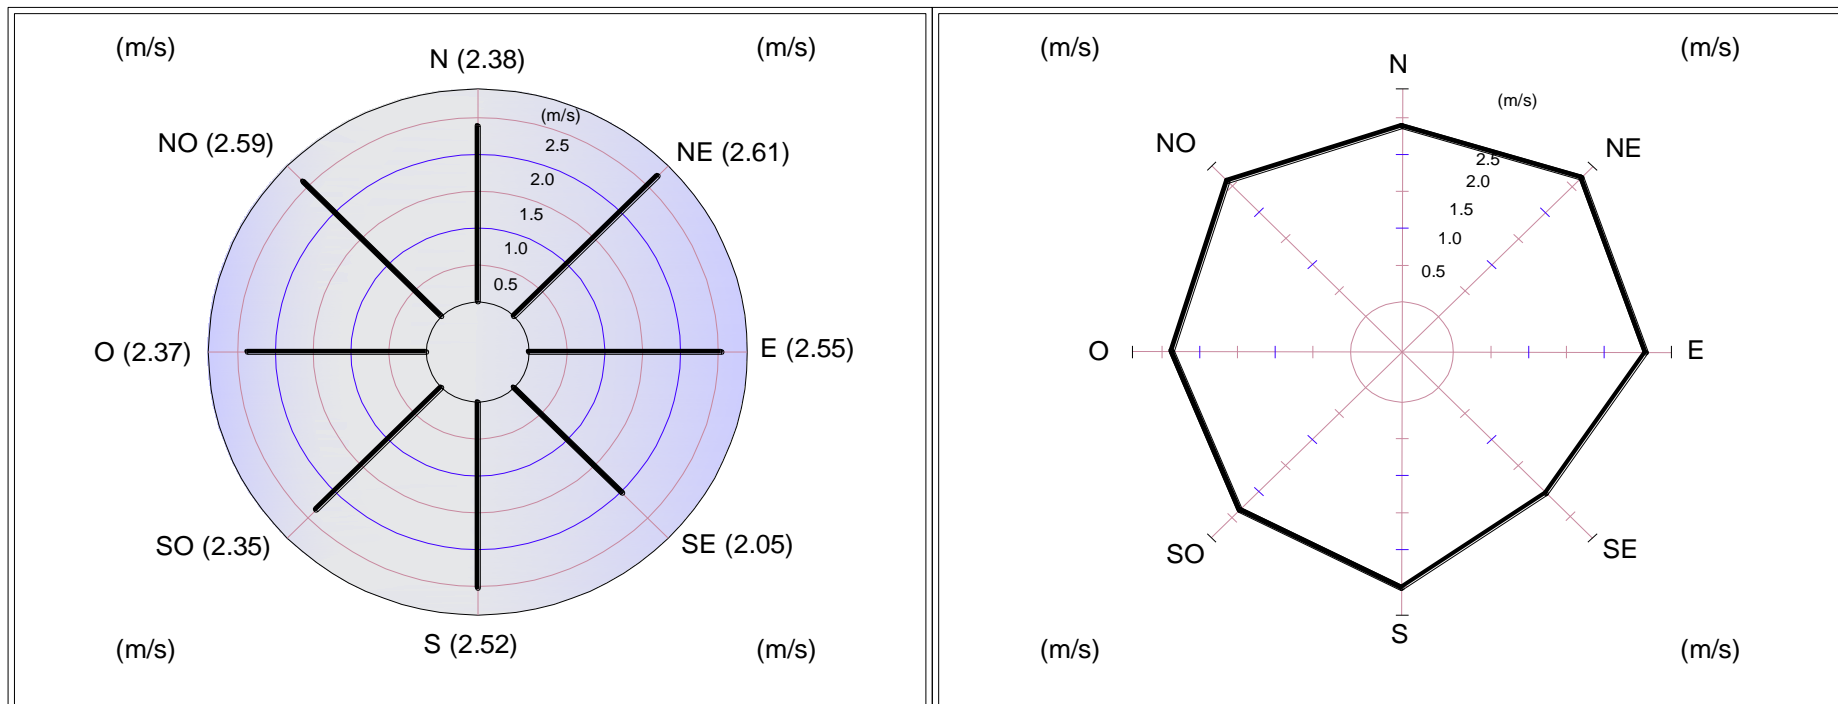 (m/s)
(m/s)
N (2.38)
(m/s)
NO (2.59)
2.5
NE (2.61)
2.0
1.5
1.0
0.5
O (2.37)
E (2.55)
SO (2.35)
SE (2.05)
S (2.52)
(m/s)
(m/s)
(m/s)
(m/s)
N
(m/s)
NO
NE
2.5
2.0
1.5
1.0
0.5
O
E
SO
SE
S
(m/s)
(m/s)